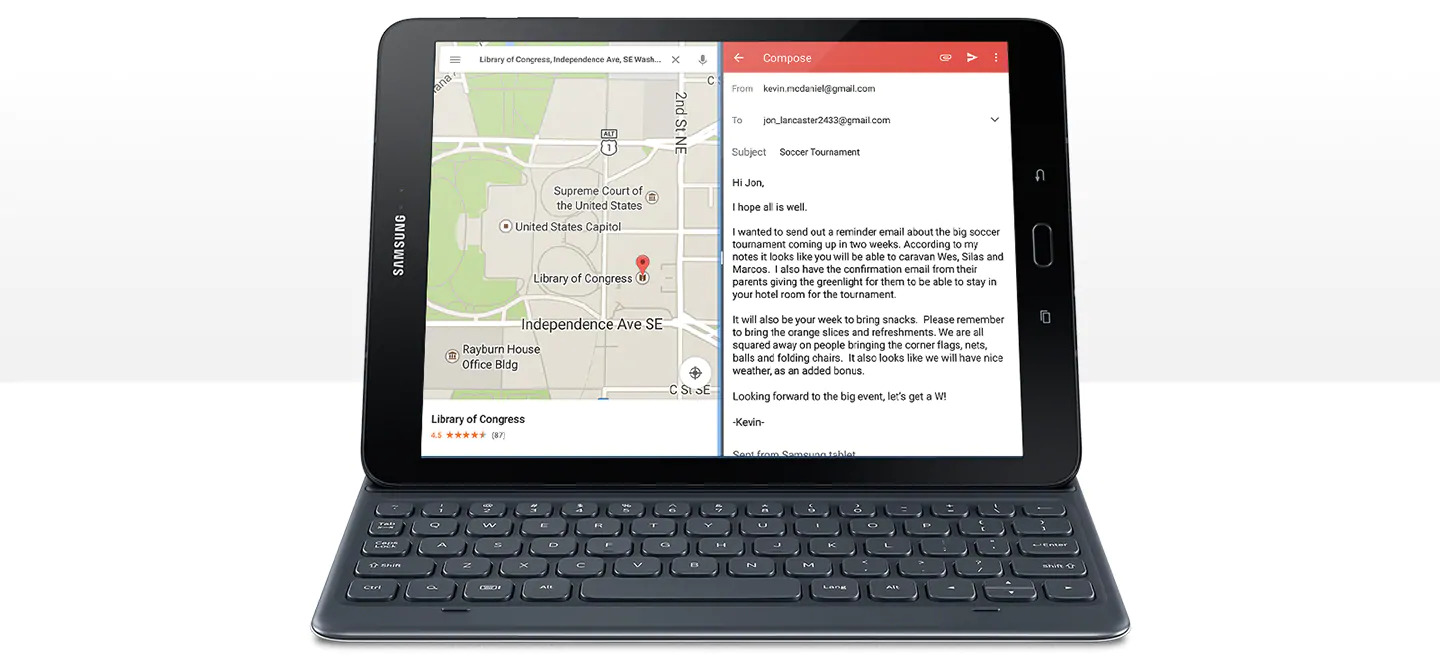 SAMSUNG
Library of Congress, Independence Ave, SE Wash...
2nd St NE
ALT
1
Supreme Court of
the United States
United States Capitol
Library of Congress
Independence Ave SE
Rayburn House
Office Bldg
C St SE
Library of Congress
4.5 (87)
Compose
From kevin.mcdaniel@gmail.com
To jon_lancaster2433@gmail.com
Subject Soccer Tournament
Hi Jon,
I hope all is well.
I wanted to send out a reminder email about the big soccer
tournament coming up in two weeks. According to my
notes it looks like you will be able to caravan Wes, Silas and
Marcos. I also have the confirmation email from their
parents giving the greenlight for them to be able to stay in
your hotel room for the tournament.
It will also be your week to bring snacks. Please remember
to bring the orange slices and refreshments. We are all
squared away on people bringing the corner flags, nets,
balls and folding chairs. It also looks like we will have nice
weather, as an added bonus.
Looking forward to the big event, let's get a W!
-Kevin-
Sent from Samsung tablet
Tab Q W E R T Y U I O P
Caps Lock A S D F G H J K L Enter
Shift Z X C V B N M Shift
Ctrl Alt Lang Alt